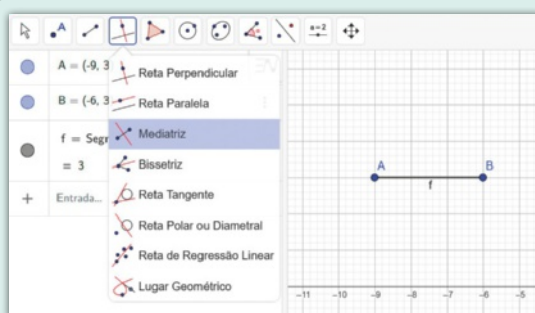 a=2
A = (-9, 3
Reta Perpendicular
B = (-6, 3
Reta Paralela
f = Segr
Mediatriz
= 3
Bissetriz
Entrada...
Reta Tangente
Reta Polar ou Diametral
Reta de Regressão Linear
Lugar Geométrico
A
B
f
-11 -10 -9 -8 -7 -6 -5